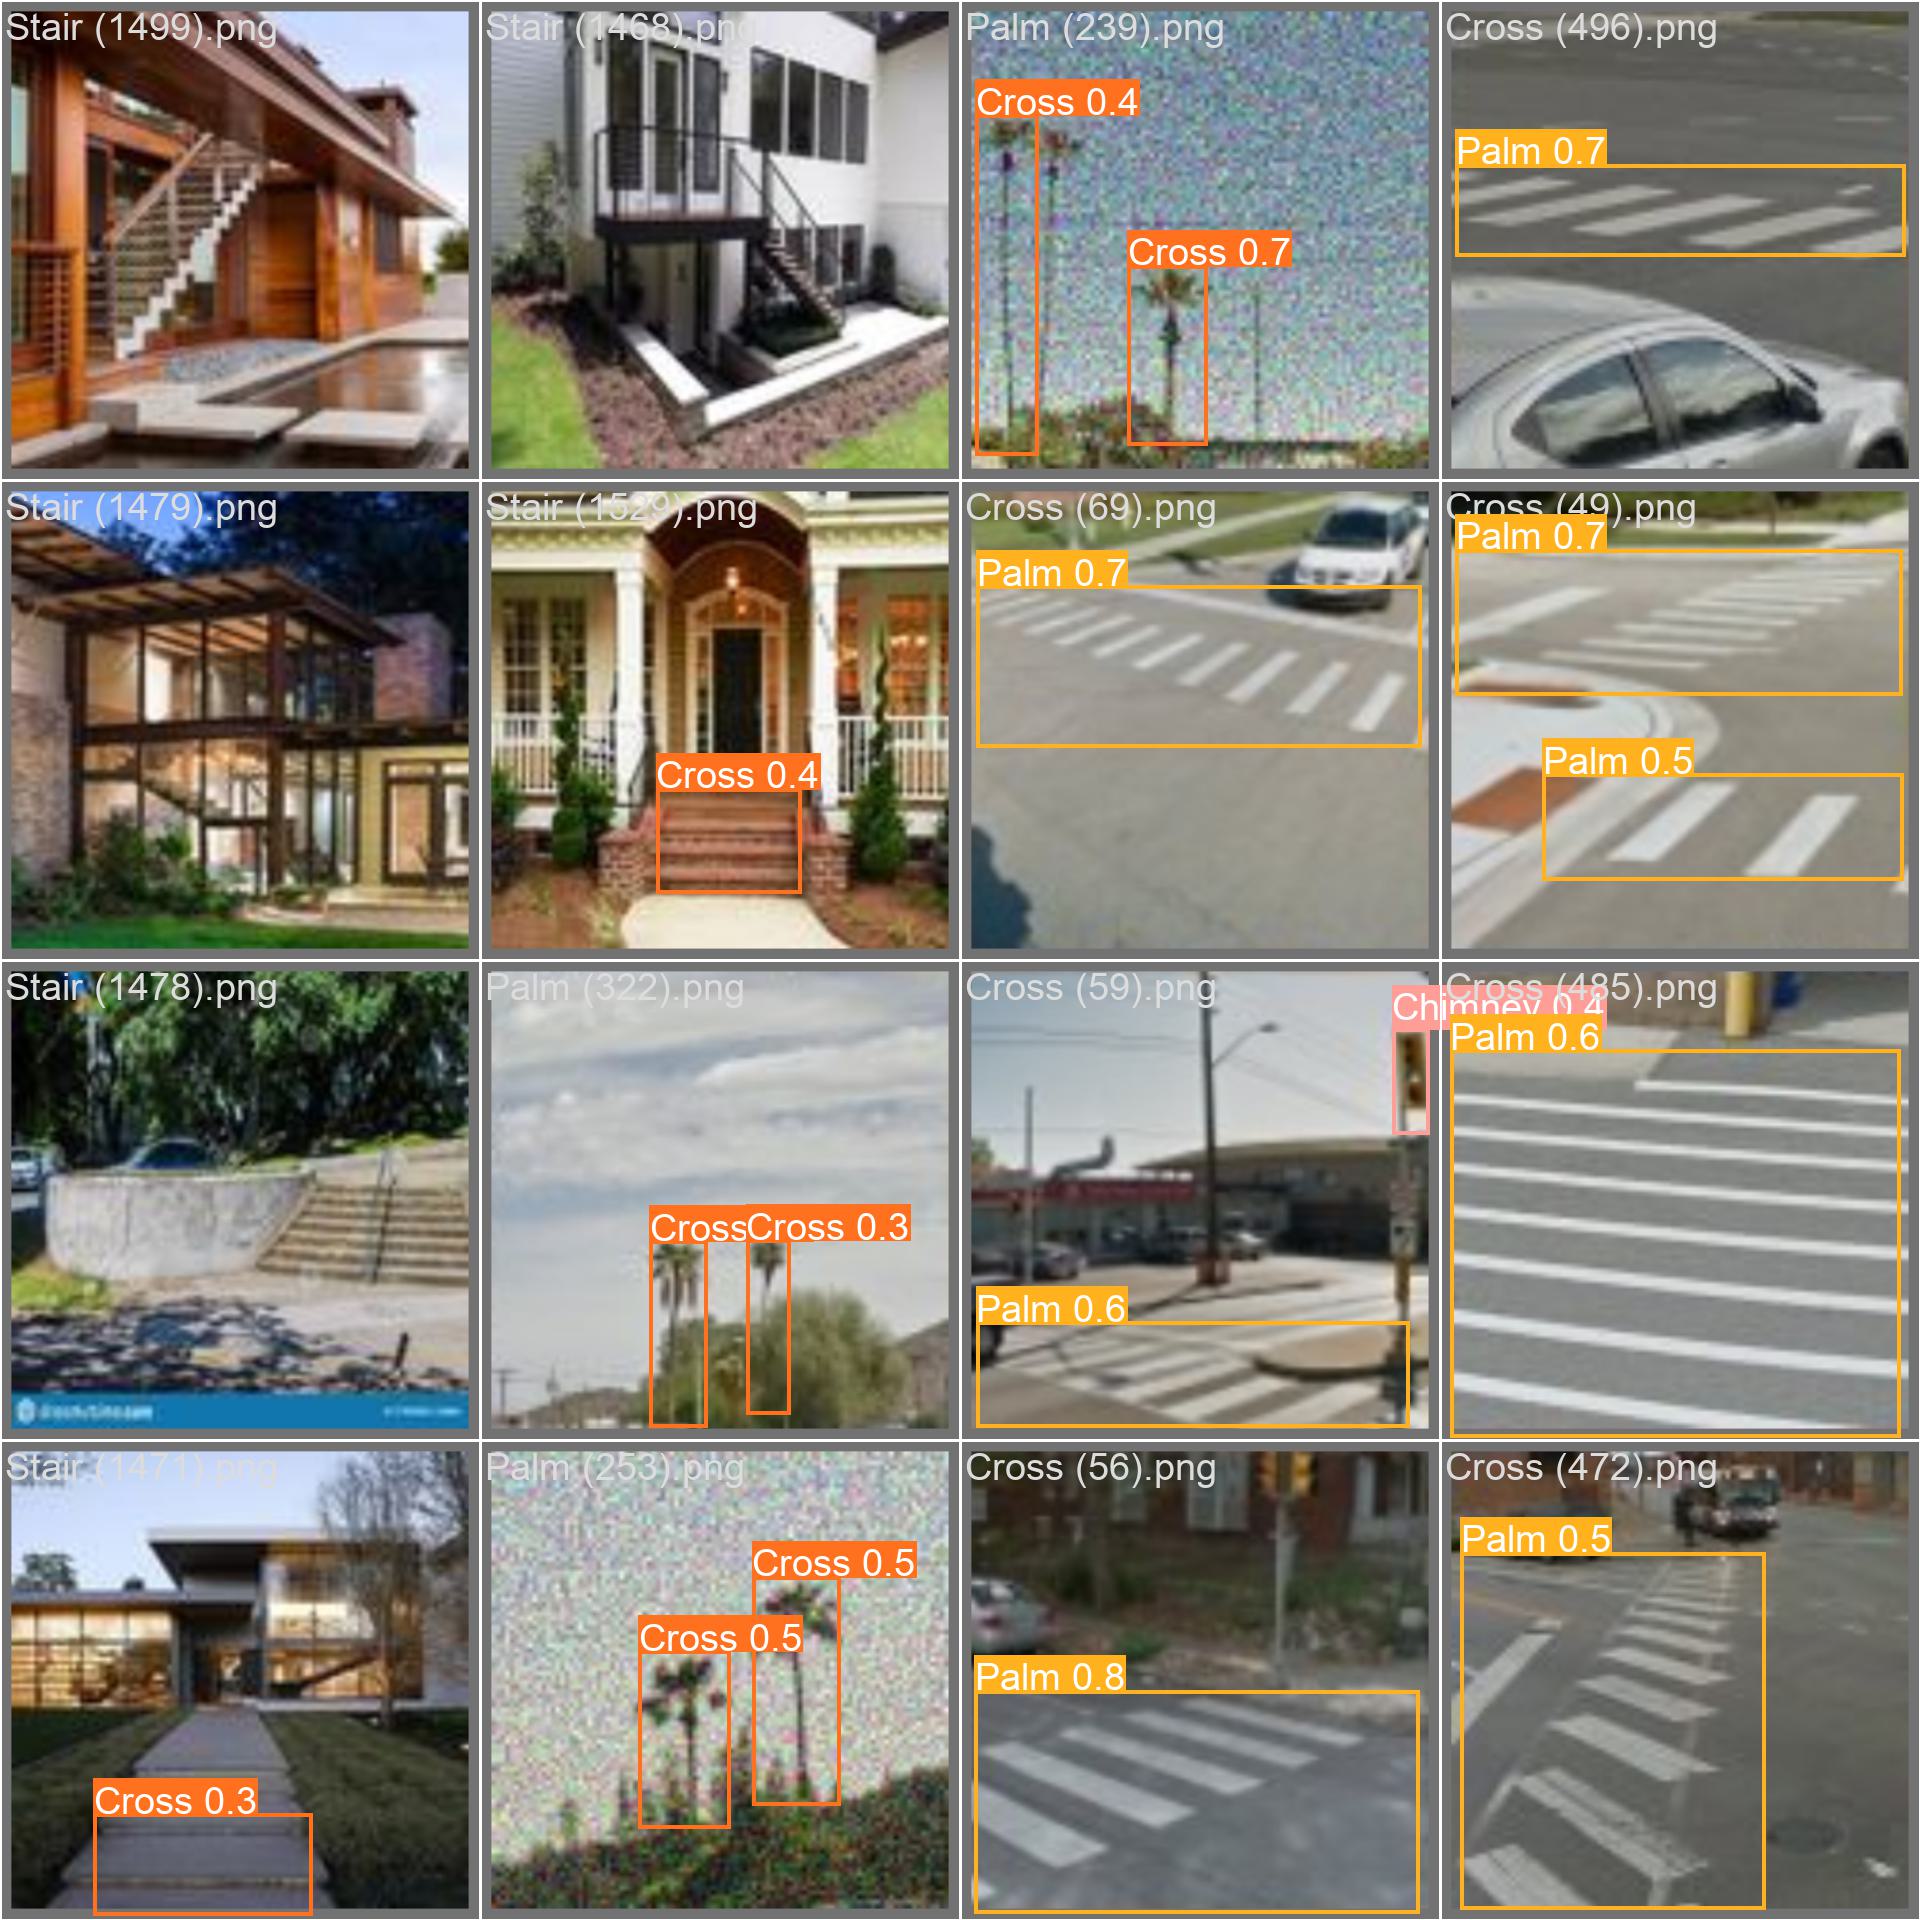 Stair (1499).png
Stair (1468).png
Palm (239).png
Cross (496).png
Cross 0.4
Palm 0.7
Cross 0.7
Stair (1479).png
Stair (1529).png
Cross (69).png
Cross (49).png
Palm 0.7
Palm 0.7
Cross 0.4
Palm 0.5
Stair (1478).png
Palm (322).png
Cross (59).png
Cross (485).png
Chimney 0.4
Palm 0.6
Cross
Cross 0.3
Palm 0.6
Stair (1471).png
Palm (253).png
Cross (56).png
Cross (472).png
Palm 0.5
Cross 0.5
Cross 0.5
Palm 0.8
Cross 0.3